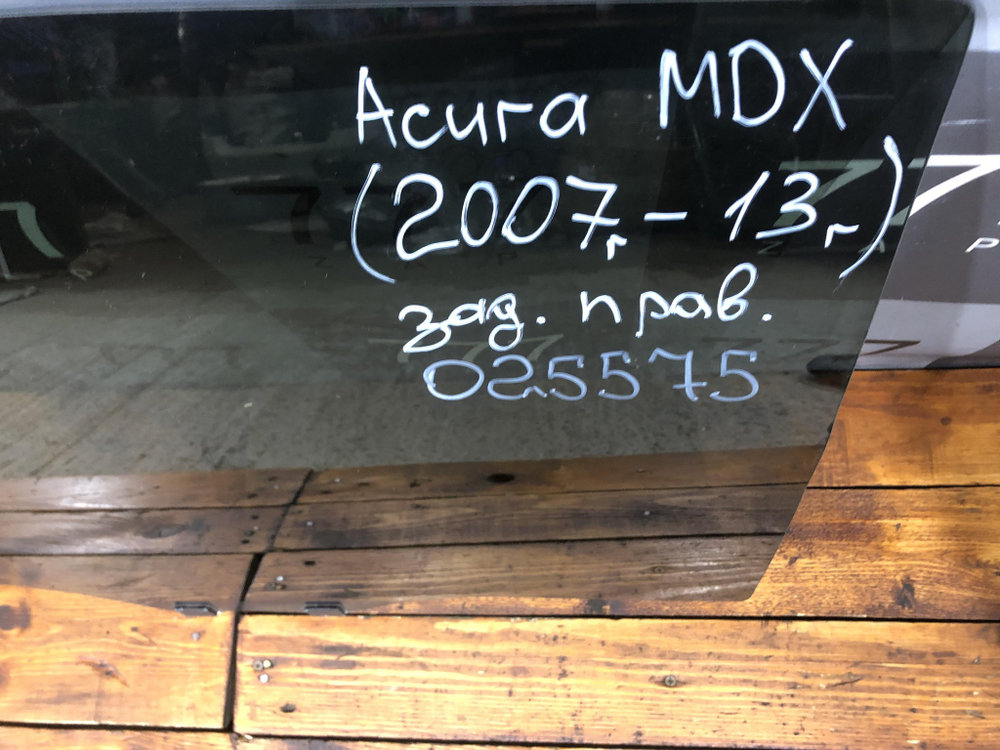 Acura MDX
(2007г - 13г)
зад. прав.
025575